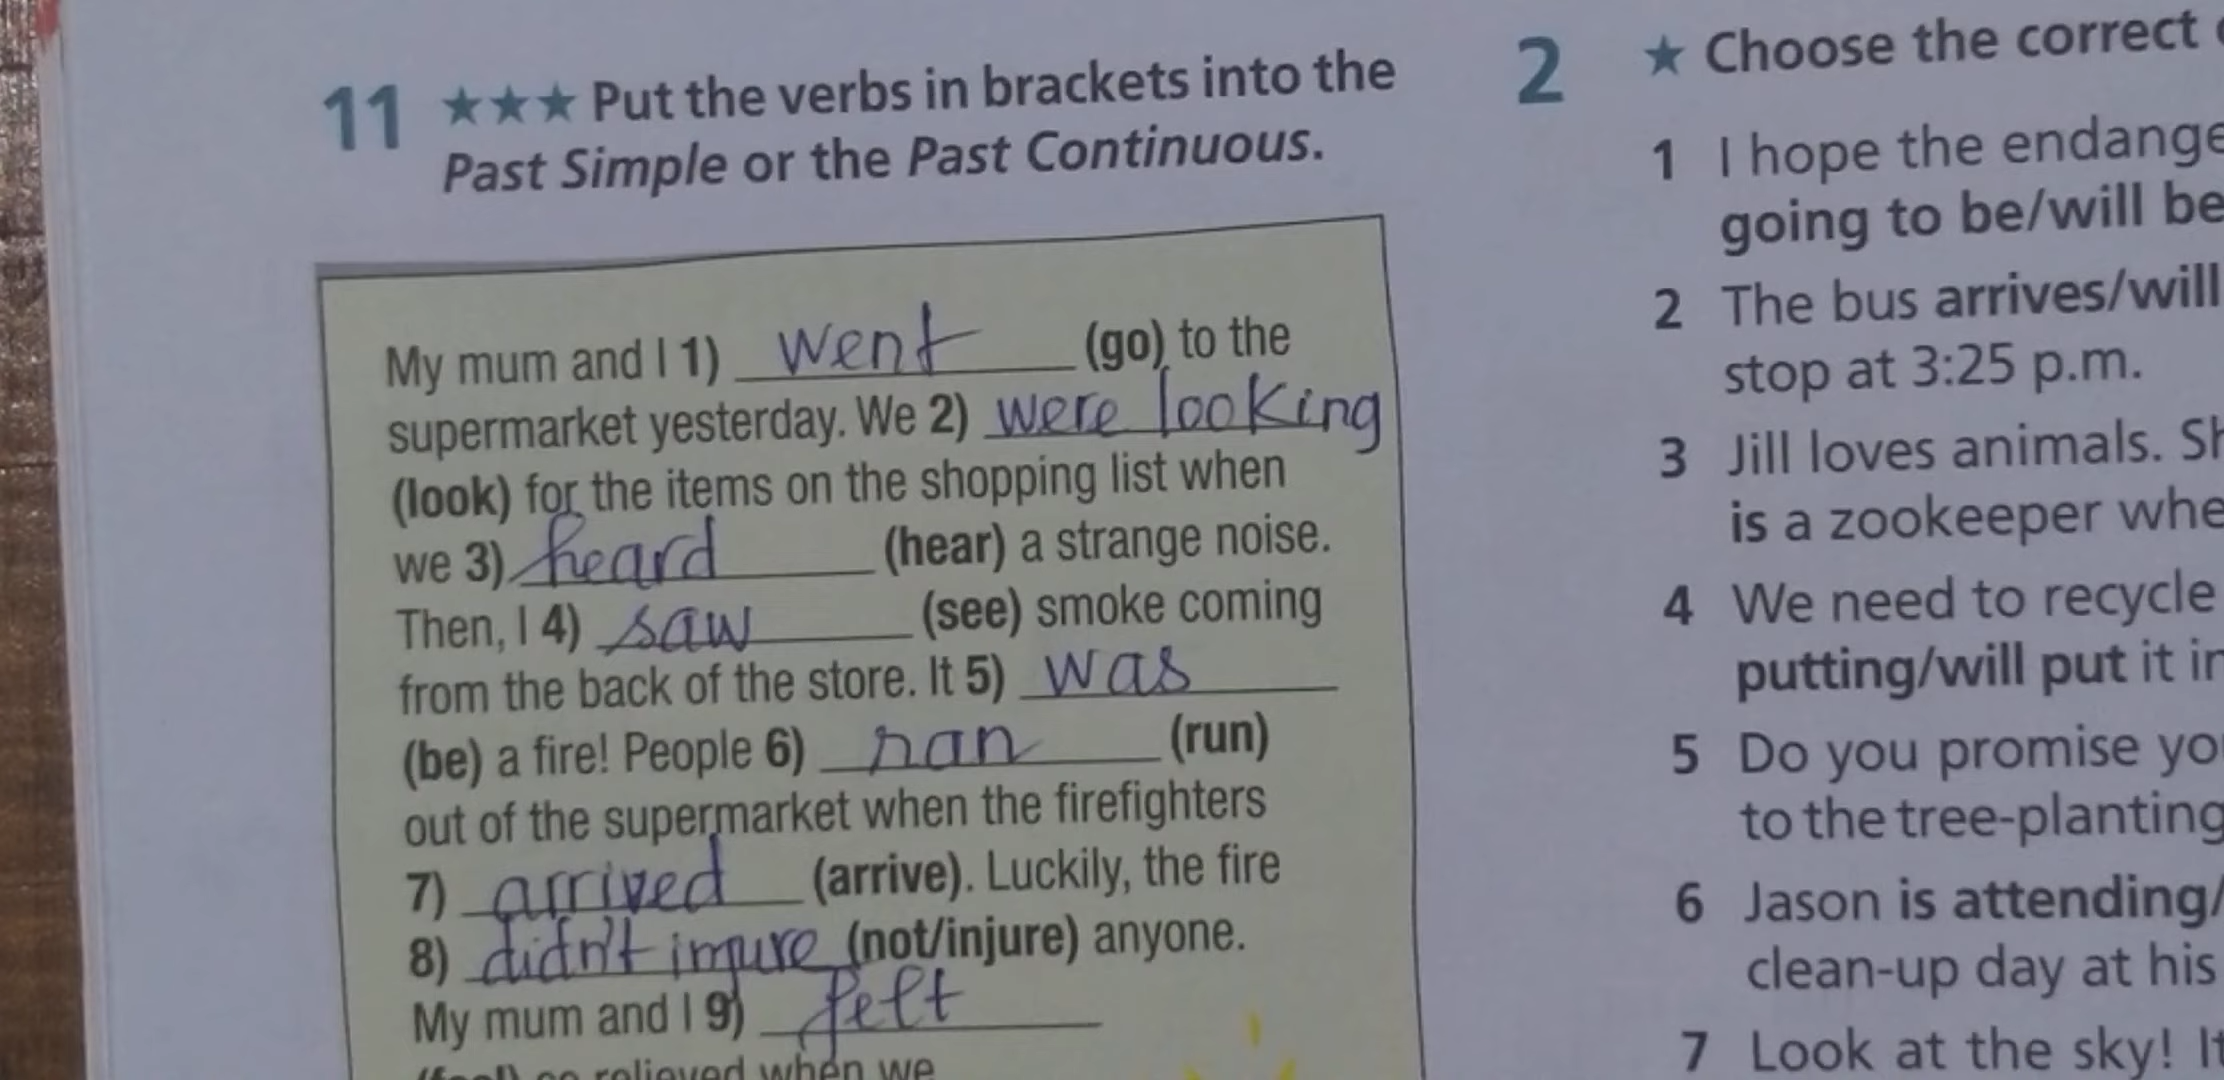 11 ★★★ Put the verbs in brackets into the
Past Simple or the Past Continuous.
My mum and I 1) went (go) to the
supermarket yesterday. We 2) were looking
(look) for the items on the shopping list when
we 3) heard (hear) a strange noise.
Then, I 4) saw (see) smoke coming
from the back of the store. It 5) was
(be) a fire! People 6) ran (run)
out of the supermarket when the firefighters
7) arrived (arrive). Luckily, the fire
8) didn't injure (not/injure) anyone.
My mum and I 9) felt
(feel) so relieved when we
2 ★ Choose the correct
1 I hope the endange
going to be/will be
2 The bus arrives/will
stop at 3:25 p.m.
3 Jill loves animals. Sh
is a zookeeper whe
4 We need to recycle
putting/will put it in
5 Do you promise yo
to the tree-planting
6 Jason is attending/
clean-up day at his
7 Look at the sky! It